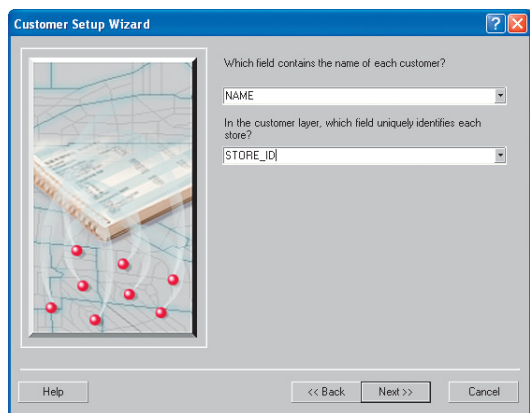 Customer Setup Wizard
Which field contains the name of each customer?
NAME
In the customer layer, which field uniquely identifies each
store?
STORE_ID
Help
<< Back
Next >>
Cancel